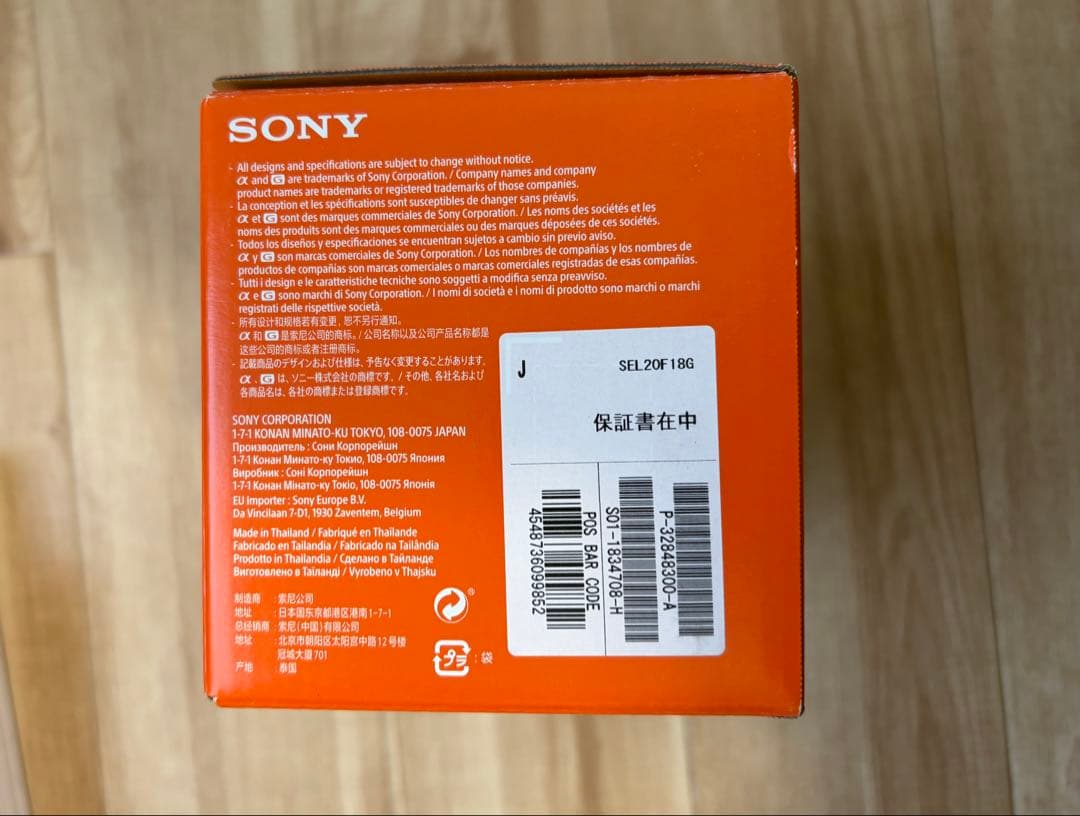 SONY
- All designs and specifications are subject to change without notice.
α and G are trademarks of Sony Corporation. / Company names and company
product names are trademarks or registered trademarks of those companies.
- La conception et les spécifications sont susceptibles de changer sans préavis.
α et G sont des marques commerciales de Sony Corporation. / Les noms des sociétés et les
noms des produits sont des marques commerciales ou des marques déposées de ces sociétés.
- Todos los diseños y especificaciones se encuentran sujetos a cambio sin previo aviso.
α y G son marcas comerciales de Sony Corporation. / Los nombres de compañías y los nombres de
productos de compañías son marcas comerciales o marcas comerciales registradas de esas compañías.
- Tutti i design e le caratteristiche tecniche sono soggetti a modifica senza preavviso.
α e G sono marchi di Sony Corporation. / I nomi di società e i nomi di prodotto sono marchi o marchi
registrati delle rispettive società.
- 所有设计和规格若有变更，恕不另行通知。
α 和 G 是索尼公司的商标。/ 公司名称以及公司产品名称都是
这些公司的商标或者注册商标。
- 記載商品のデザインおよび仕様は、予告なく変更することがあります。
α、G は、ソニー株式会社の商標です。/ その他、各社名および
各商品名は、各社の商標または登録商標です。
SONY CORPORATION
1-7-1 KONAN MINATO-KU TOKYO, 108-0075 JAPAN
Производитель : Сони Корпорейшн
1-7-1 Конан Минато-ку Токио, 108-0075 Япония
Виробник : Соні Корпорейшн
1-7-1 Конан Мінато-ку Токіо, 108-0075 Японія
EU Importer : Sony Europe B.V.
Da Vincilaan 7-D1, 1930 Zaventem, Belgium
Made in Thailand / Fabriqué en Thaïlande
Fabricado en Tailandia / Fabricado na Tailândia
Prodotto in Thailandia / Сделано в Тайланде
Виготовлено в Таїланді / Vyrobeno v Thajsku
制造商 : 索尼公司
地址 : 日本国东京都港区港南1-7-1
总经销商 : 索尼(中国)有限公司
地址 : 北京市朝阳区太阳宫中路12号楼
冠城大厦701
产地 : 泰国
®
プラ : 袋
J
SEL20F18G
保証書在中
P-32848300-A
S01-1834708-H
POS BAR CODE
4548736099852